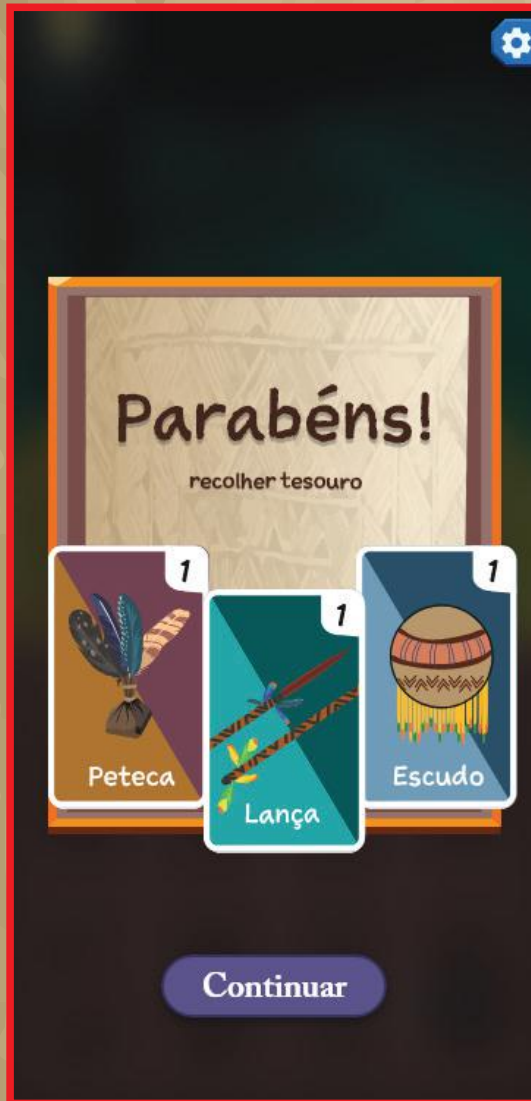 Parabéns!
recolher tesouro
1
Peteca
1
Lança
1
Escudo
Continuar